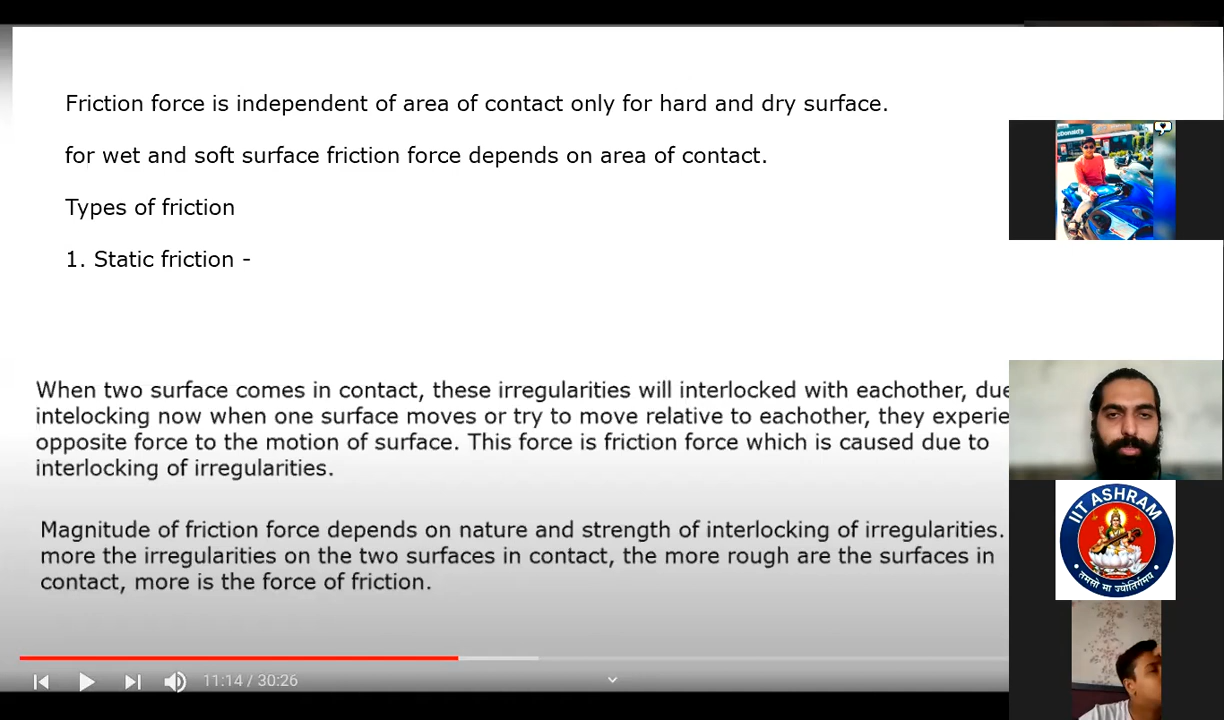 Friction force is independent of area of contact only for hard and dry surface.
for wet and soft surface friction force depends on area of contact.
Types of friction
1. Static friction -
When two surface comes in contact, these irregularities will interlocked with eachother, due
intelocking now when one surface moves or try to move relative to eachother, they experie
opposite force to the motion of surface. This force is friction force which is caused due to
interlocking of irregularities.
Magnitude of friction force depends on nature and strength of interlocking of irregularities.
more the irregularities on the two surfaces in contact, the more rough are the surfaces in
contact, more is the force of friction.
11:14 / 30:26
McDonald's
IIT ASHRAM
तमसो मा ज्योतिर्गमय